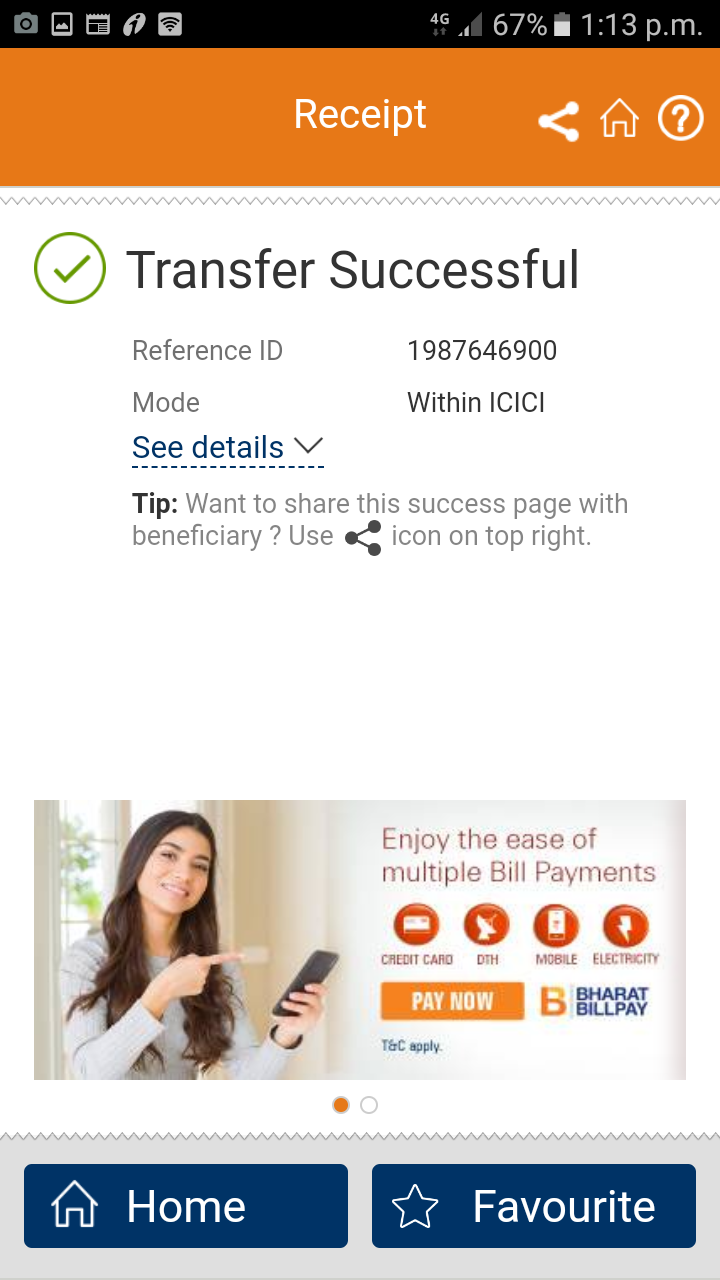 4G 67% 1:13 p.m.
Receipt
Transfer Successful
Reference ID 1987646900
Mode Within ICICI
See details
Tip: Want to share this success page with
beneficiary ? Use icon on top right.
Enjoy the ease of
multiple Bill Payments
CREDIT CARD DTH MOBILE ELECTRICITY
PAY NOW B BHARAT
BILLPAY
T&C apply.
Home Favourite